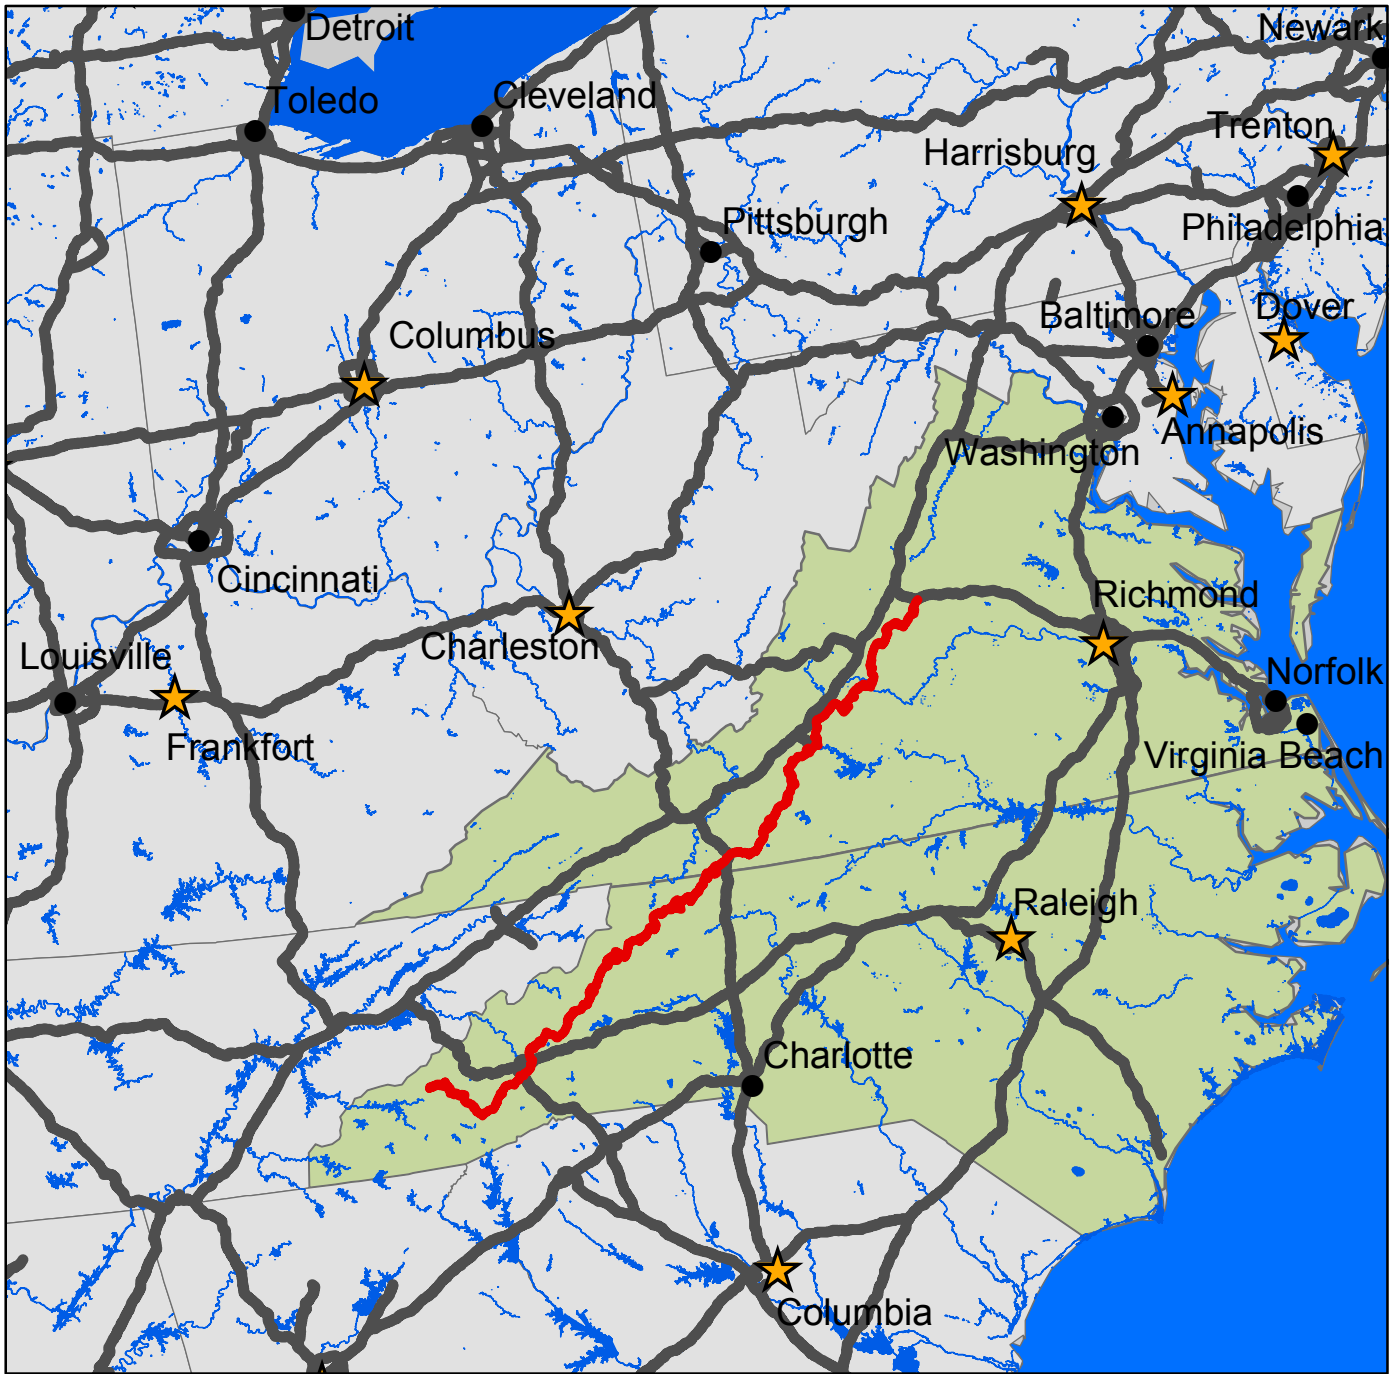 Detroit
Newark
Toledo
Cleveland
Trenton
Harrisburg
Pittsburgh
Philadelphia
Dover
Baltimore
Columbus
Annapolis
Washington
Cincinnati
Richmond
Charleston
Louisville
Norfolk
Frankfort
Virginia Beach
Raleigh
Charlotte
Columbia